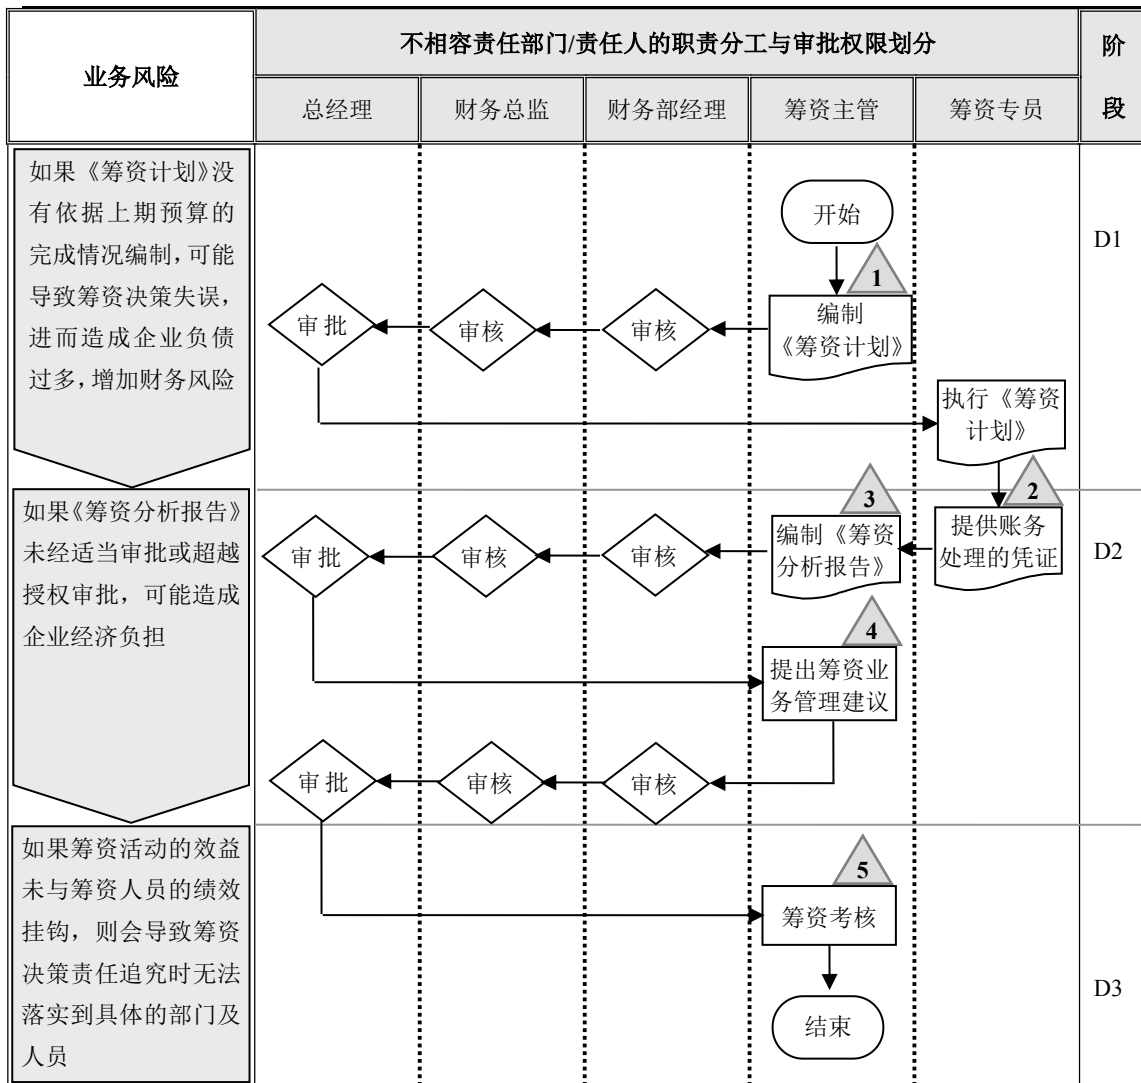 业务风险
不相容责任部门/责任人的职责分工与审批权限划分
阶
段
总经理
财务总监
财务部经理
筹资主管
筹资专员
如果《筹资计划》没
有依据上期预算的
完成情况编制，可能
导致筹资决策失误，
进而造成企业负债
过多，增加财务风险
开始
D1
1
编制
《筹资计划》
审核
审核
审批
执行《筹资
计划》
2
如果《筹资分析报告》
未经适当审批或超越
授权审批，可能造成
企业经济负担
提供账务
处理的凭证
D2
3
编制《筹资
分析报告》
审核
审核
审批
4
提出筹资业
务管理建议
审核
审核
审批
如果筹资活动的效益
未与筹资人员的绩效
挂钩，则会导致筹资
决策责任追究时无法
落实到具体的部门及
人员
5
筹资考核
D3
结束